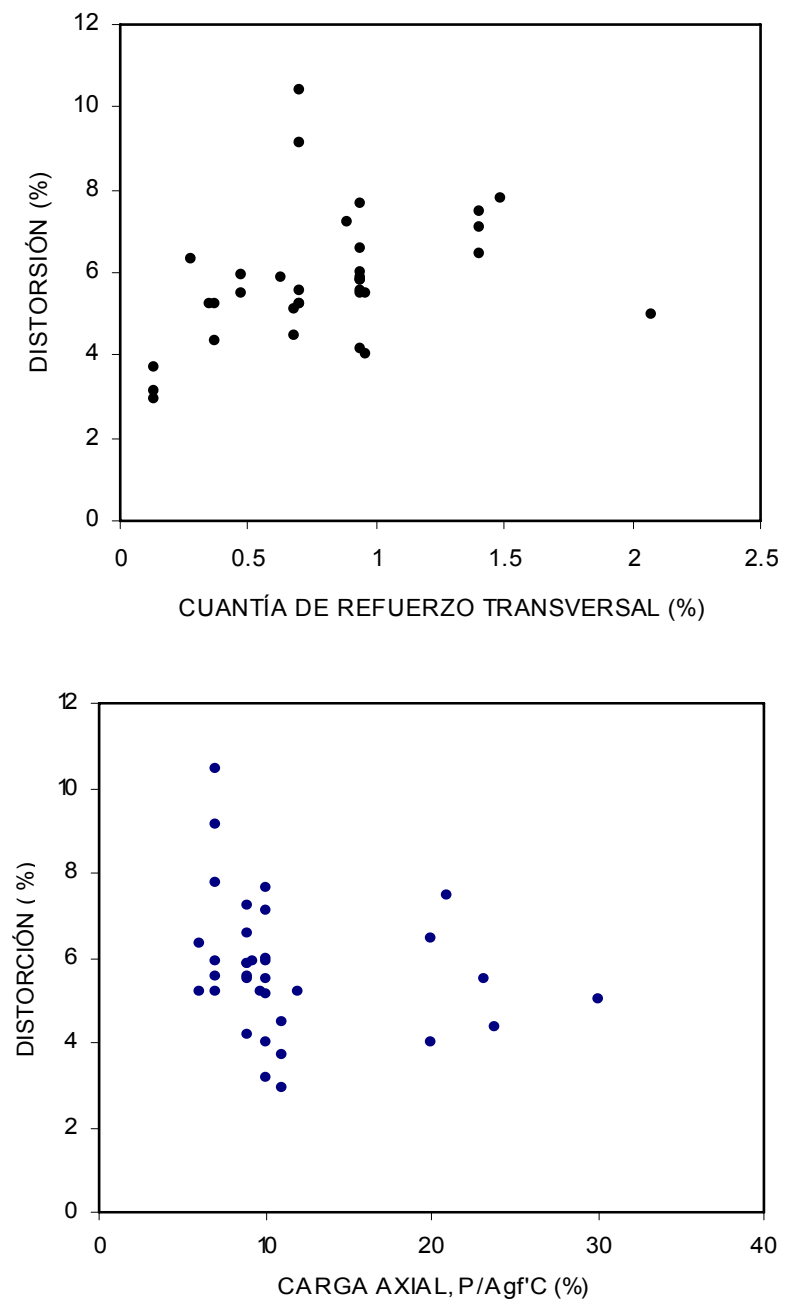 12
10
8
6
4
2
0
DISTORSIÓN (%)
0 0.5 1 1.5 2 2.5
CUANTÍA DE REFUERZO TRANSVERSAL (%)
12
10
8
6
4
2
0
DISTORCIÓN ( %)
0 10 20 30 40
CARGA AXIAL, P/Agf'C (%)